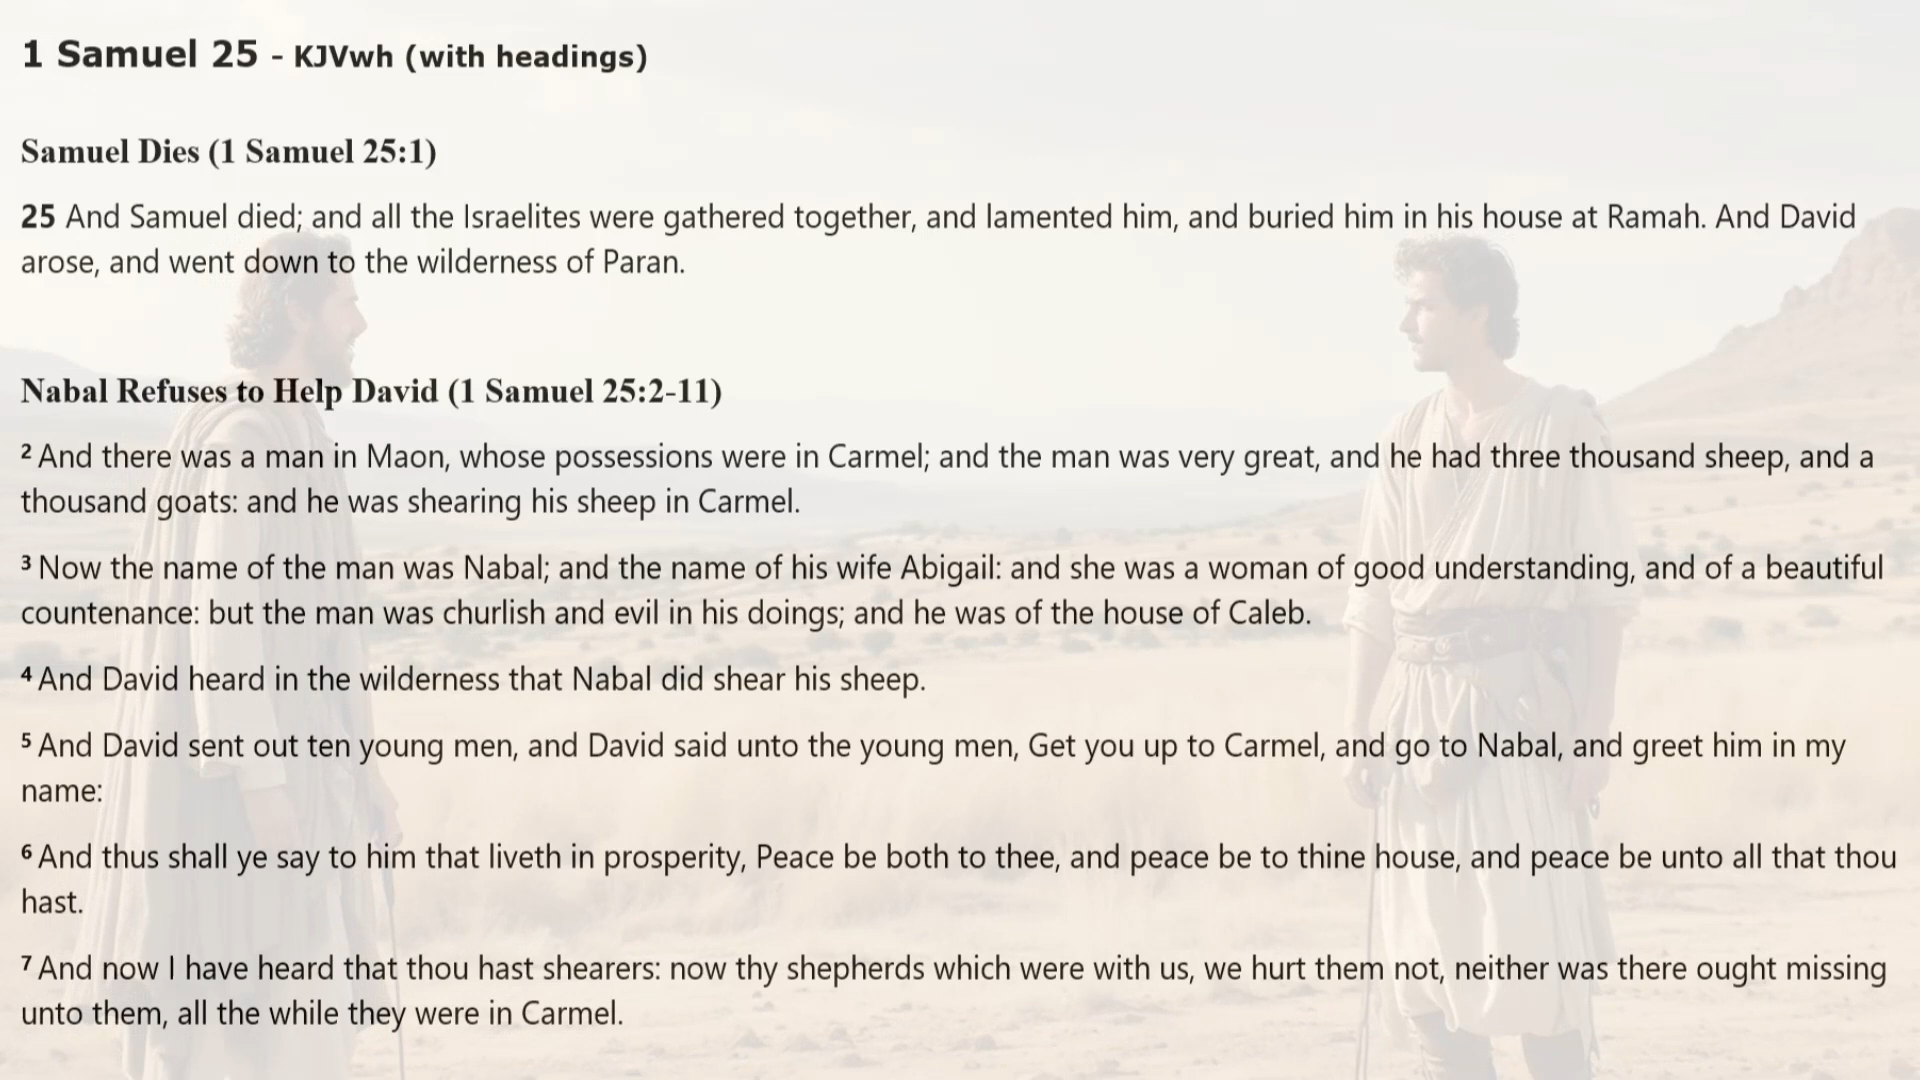 1 Samuel 25 - KJVwh (with headings)
Samuel Dies (1 Samuel 25:1)
25 And Samuel died; and all the Israelites were gathered together, and lamented him, and buried him in his house at Ramah. And David
arose, and went down to the wilderness of Paran.
Nabal Refuses to Help David (1 Samuel 25:2-11)
2 And there was a man in Maon, whose possessions were in Carmel; and the man was very great, and he had three thousand sheep, and a
thousand goats: and he was shearing his sheep in Carmel.
3 Now the name of the man was Nabal; and the name of his wife Abigail: and she was a woman of good understanding, and of a beautiful
countenance: but the man was churlish and evil in his doings; and he was of the house of Caleb.
4 And David heard in the wilderness that Nabal did shear his sheep.
5 And David sent out ten young men, and David said unto the young men, Get you up to Carmel, and go to Nabal, and greet him in my
name:
6 And thus shall ye say to him that liveth in prosperity, Peace be both to thee, and peace be to thine house, and peace be unto all that thou
hast.
7 And now I have heard that thou hast shearers: now thy shepherds which were with us, we hurt them not, neither was there ought missing
unto them, all the while they were in Carmel.